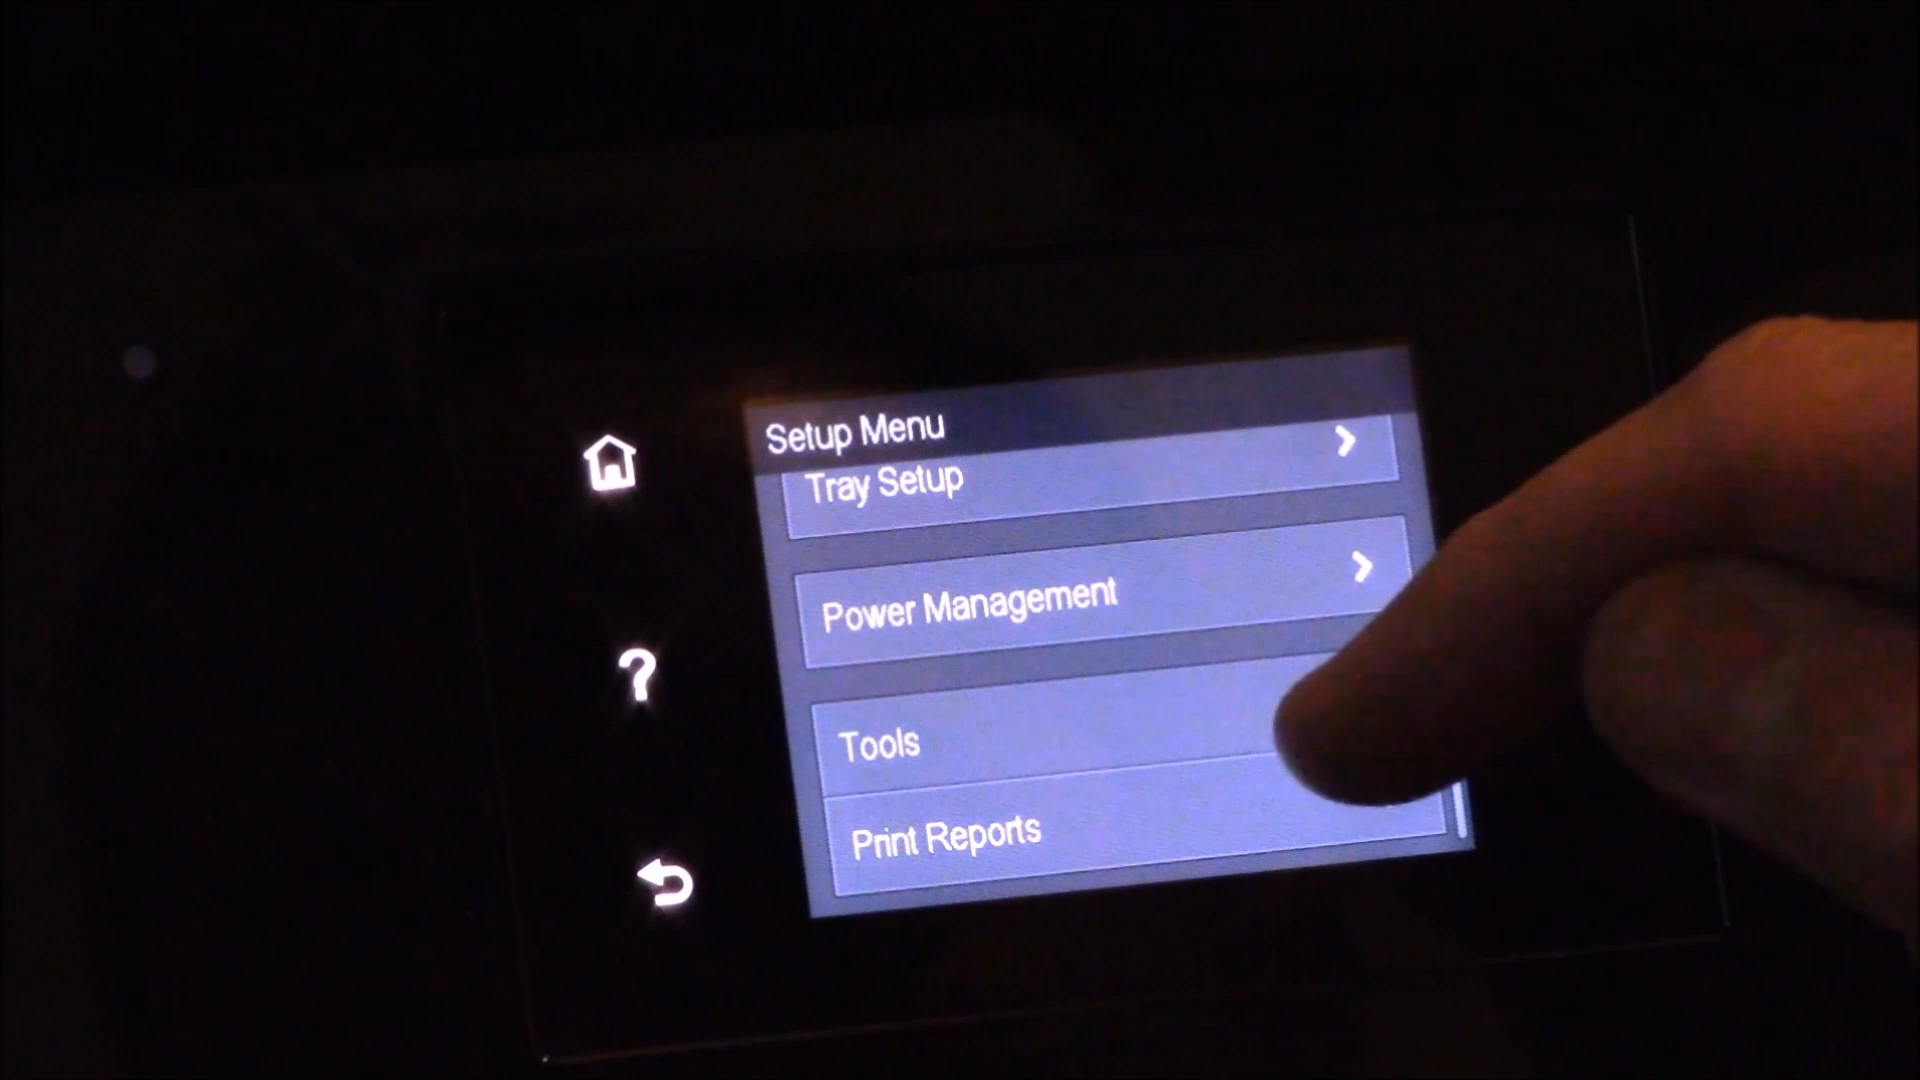 Setup Menu
Tray Setup
Power Management
Tools
Print Reports